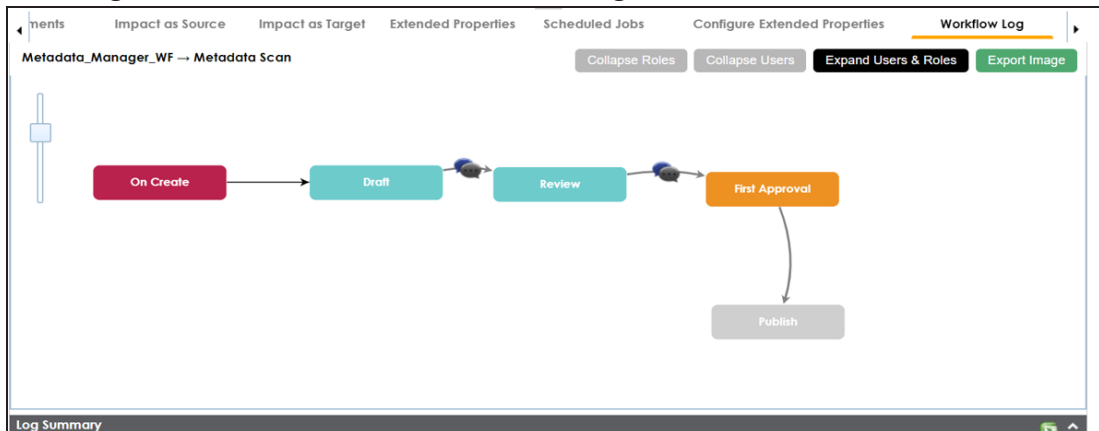 ments Impact as Source Impact as Target Extended Properties Scheduled Jobs Configure Extended Properties Workflow Log
Metadata_Manager_WF → Metadata Scan Collapse Roles Collapse Users Expand Users & Roles Export Image
On Create Draft Review First Approval
Publish
Log Summary